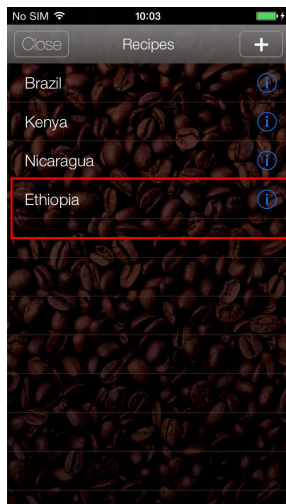 No SIM 10:03
Close Recipes +
Brazil
Kenya
Nicaragua
Ethiopia